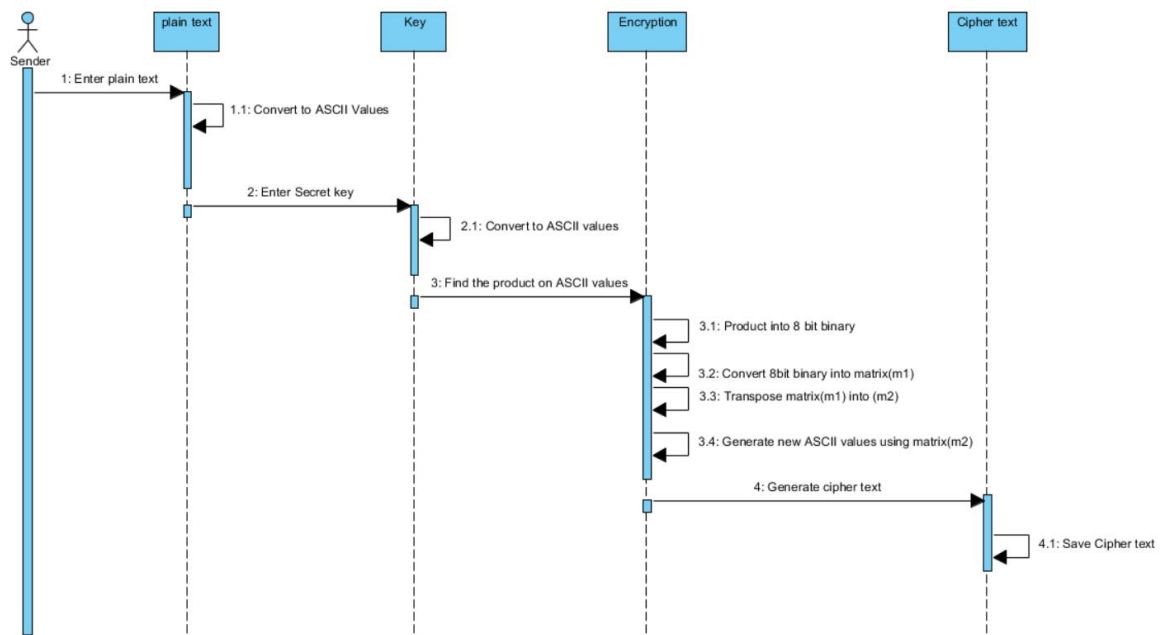 plain text
Key
Encryption
Cipher text
Sender
1: Enter plain text
1.1: Convert to ASCII Values
2: Enter Secret key
2.1: Convert to ASCII values
3: Find the product on ASCII values
3.1: Product into 8 bit binary
3.2: Convert 8bit binary into matrix(m1)
3.3: Transpose matrix(m1) into (m2)
3.4: Generate new ASCII values using matrix(m2)
4: Generate cipher text
4.1: Save Cipher text